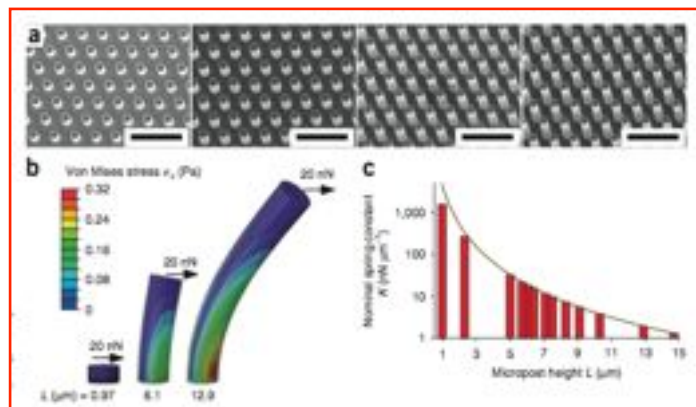 a
b
Von Mises stress σv (Pa)
0.32
0.24
0.16
0.08
0
20 nN
20 nN
20 nN
L (μm) = 0.97
6.1
12.9
c
Nominal spring constant
K (nN μm⁻¹)
1,000
100
10
1
1 3 5 7 9 11 13 15
Micropost height L (μm)